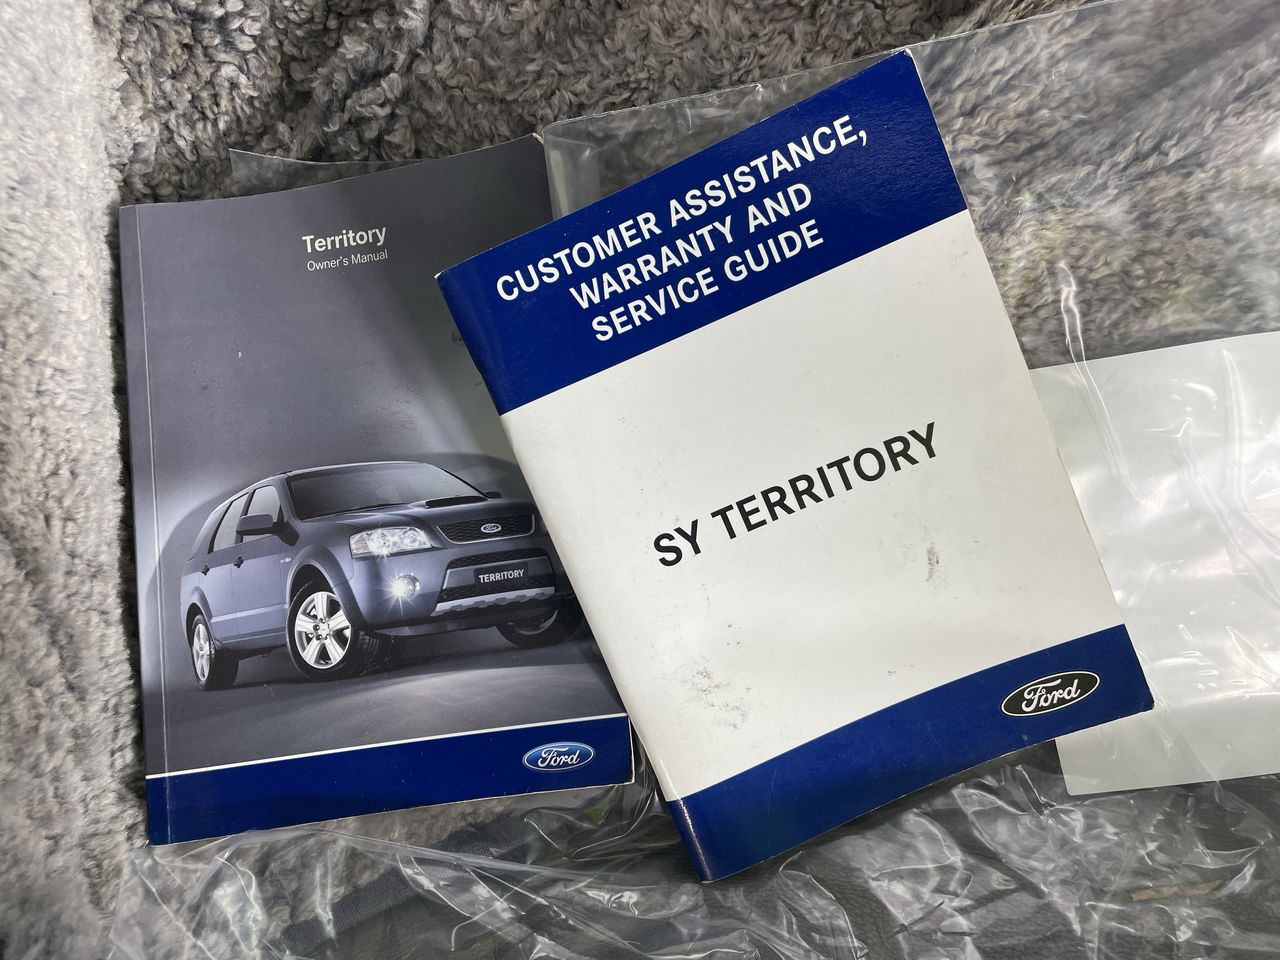 Territory
Owner's Manual
Ford
TERRITORY
Ford
CUSTOMER ASSISTANCE,
WARRANTY AND
SERVICE GUIDE
SY TERRITORY
Ford